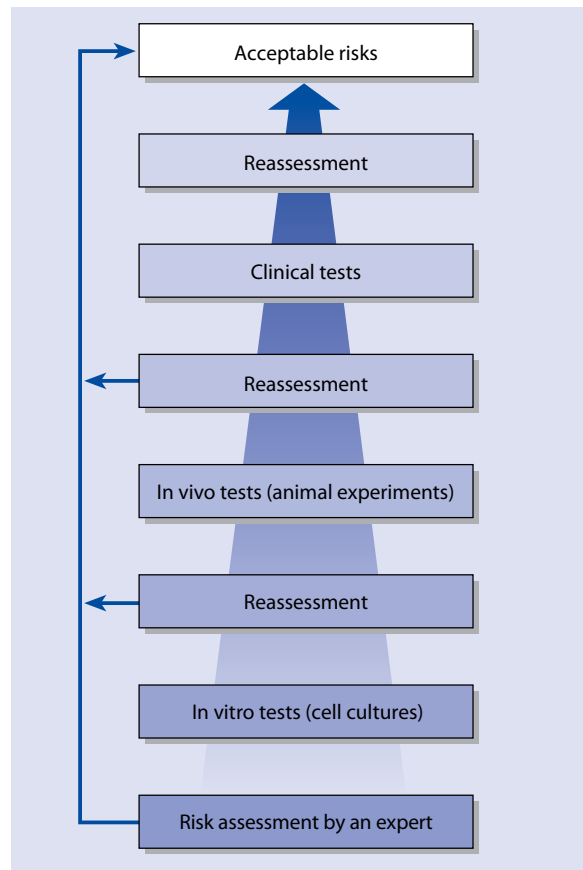 Acceptable risks
Reassessment
Clinical tests
Reassessment
In vivo tests (animal experiments)
Reassessment
In vitro tests (cell cultures)
Risk assessment by an expert